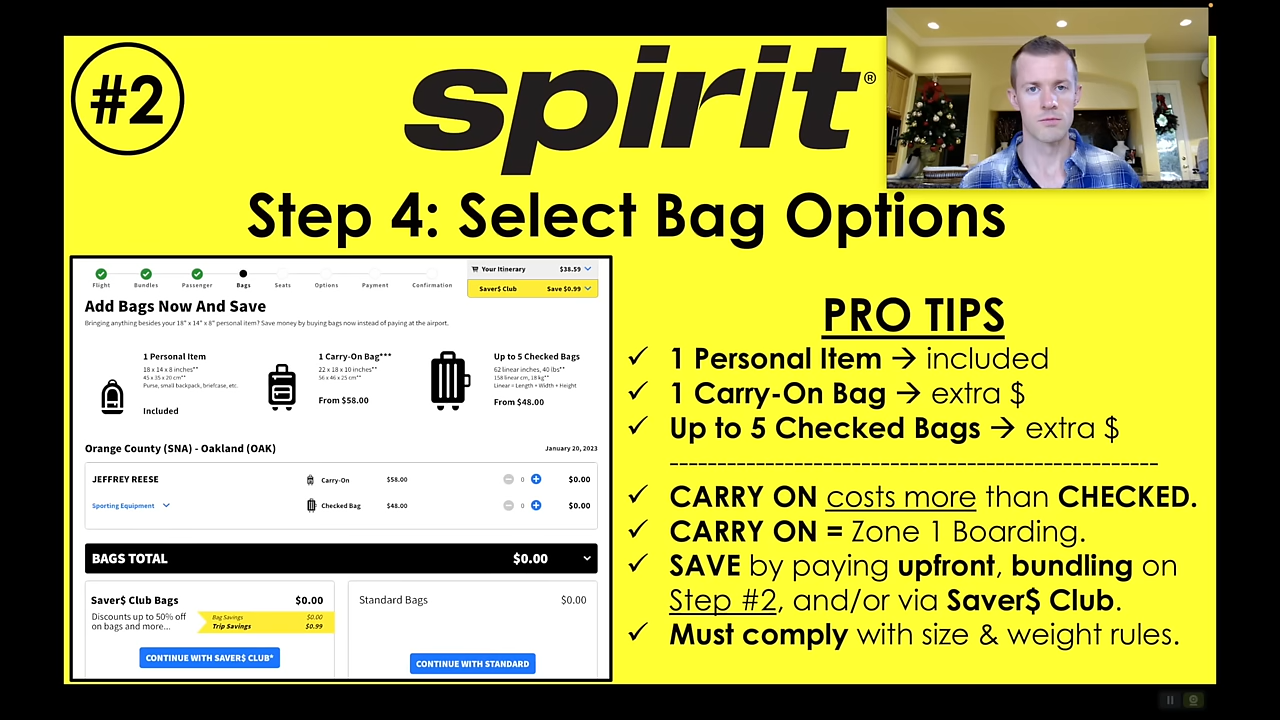 #2
spirit®
Step 4: Select Bag Options
Flight Bundles Passenger Bags Seats Options Payment Confirmation
Your Itinerary $38.59
Saver$ Club Save $0.99
Add Bags Now And Save
Bringing anything besides your 18" x 14" x 8" personal item? Save money by buying bags now instead of paying at the airport.
1 Personal Item
18 x 14 x 8 inches**
45 x 35 x 20 cm**
Purse, small backpack, briefcase, etc.
Included
1 Carry-On Bag***
22 x 18 x 10 inches**
56 x 46 x 25 cm**
From $58.00
Up to 5 Checked Bags
62 linear inches, 40 lbs**
158 linear cm, 18 kg**
Linear = Length + Width + Height
From $48.00
Orange County (SNA) - Oakland (OAK) January 20, 2023
JEFFREY REESE Carry-On $58.00 0 $0.00
Sporting Equipment Checked Bag $48.00 0 $0.00
BAGS TOTAL $0.00
Saver$ Club Bags $0.00
Discounts up to 50% off
on bags and more...
Bag Savings $0.00
Trip Savings $0.99
CONTINUE WITH SAVER$ CLUB*
Standard Bags $0.00
CONTINUE WITH STANDARD
PRO TIPS
✓ 1 Personal Item → included
✓ 1 Carry-On Bag → extra $
✓ Up to 5 Checked Bags → extra $
----------------------------------------------------
✓ CARRY ON costs more than CHECKED.
✓ CARRY ON = Zone 1 Boarding.
✓ SAVE by paying upfront, bundling on
Step #2, and/or via Saver$ Club.
✓ Must comply with size & weight rules.